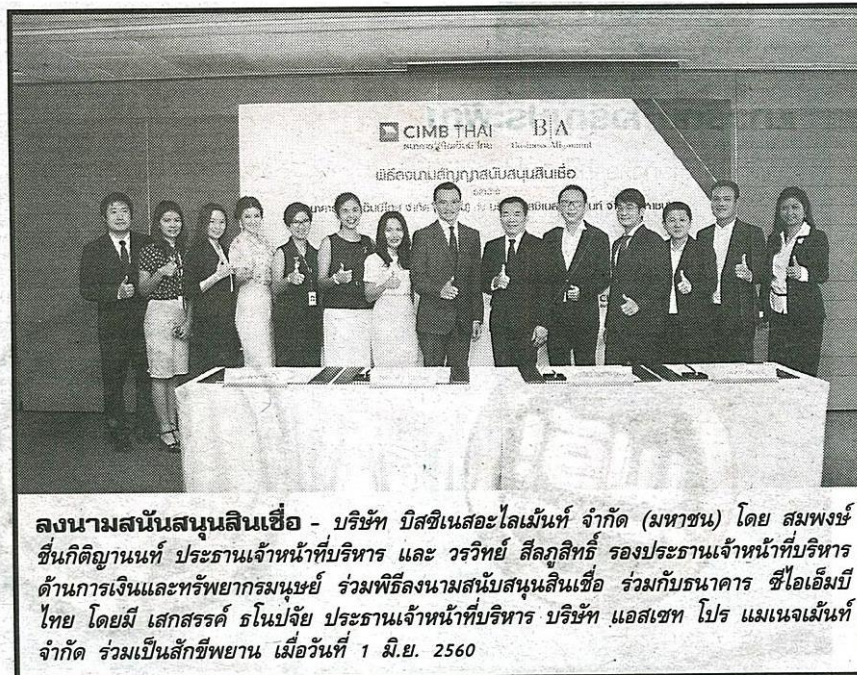 CIMB THAI
B|A
Business Alignment
พิธีลงนามสัญญาสนับสนุนสินเชื่อ
ระหว่าง
ลงนามสนันสนุนสินเชื่อ - บริษัท บิสซิเนสอะไลเม้นท์ จำกัด (มหาชน) โดย สมพงษ์
ชื่นกิติญานนท์ ประธานเจ้าหน้าที่บริหาร และ วรวิทย์ สีลภูสิทธิ์ รองประธานเจ้าหน้าที่บริหาร
ด้านการเงินและทรัพยากรมนุษย์ ร่วมพิธีลงนามสนับสนุนสินเชื่อ ร่วมกับธนาคาร ซีไอเอ็มบี
ไทย โดยมี เสกสรรค์ ธโนปจัย ประธานเจ้าหน้าที่บริหาร บริษัท แอสเซท โปร แมเนจเม้นท์
จำกัด ร่วมเป็นสักขีพยาน เมื่อวันที่ 1 มิ.ย. 2560